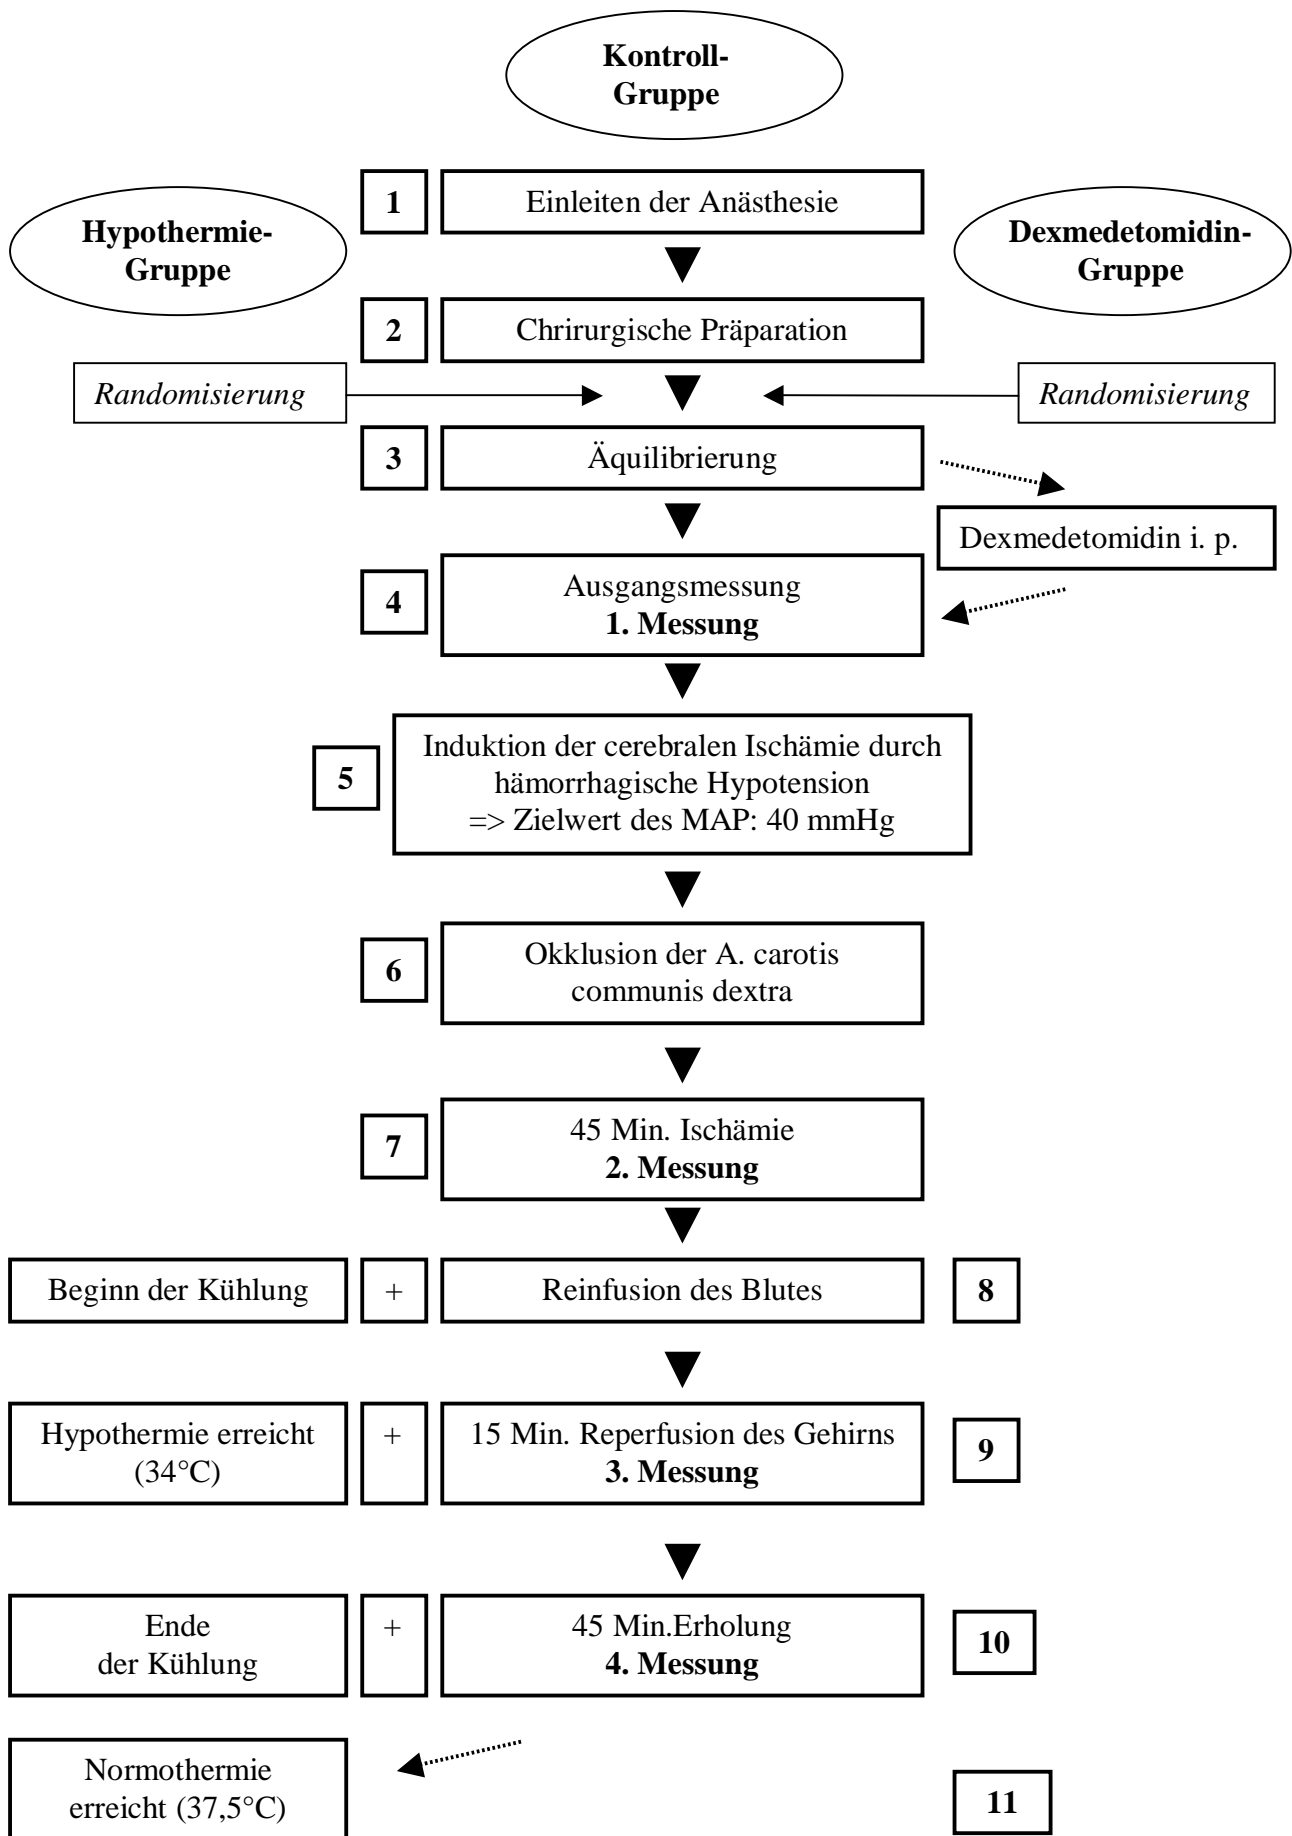 Kontroll-
Gruppe
1
Einleiten der Anästhesie
Hypothermie-
Gruppe
Dexmedetomidin-
Gruppe
2
Chrirurgische Präparation
Randomisierung
Randomisierung
3
Äquilibrierung
Dexmedetomidin i. p.
4
Ausgangsmessung
1. Messung
5
Induktion der cerebralen Ischämie durch
hämorrhagische Hypotension
=> Zielwert des MAP: 40 mmHg
6
Okklusion der A. carotis
communis dextra
7
45 Min. Ischämie
2. Messung
Beginn der Kühlung
+
Reinfusion des Blutes
8
Hypothermie erreicht
(34°C)
+
15 Min. Reperfusion des Gehirns
3. Messung
9
Ende
der Kühlung
+
45 Min.Erholung
4. Messung
10
Normothermie
erreicht (37,5°C)
11